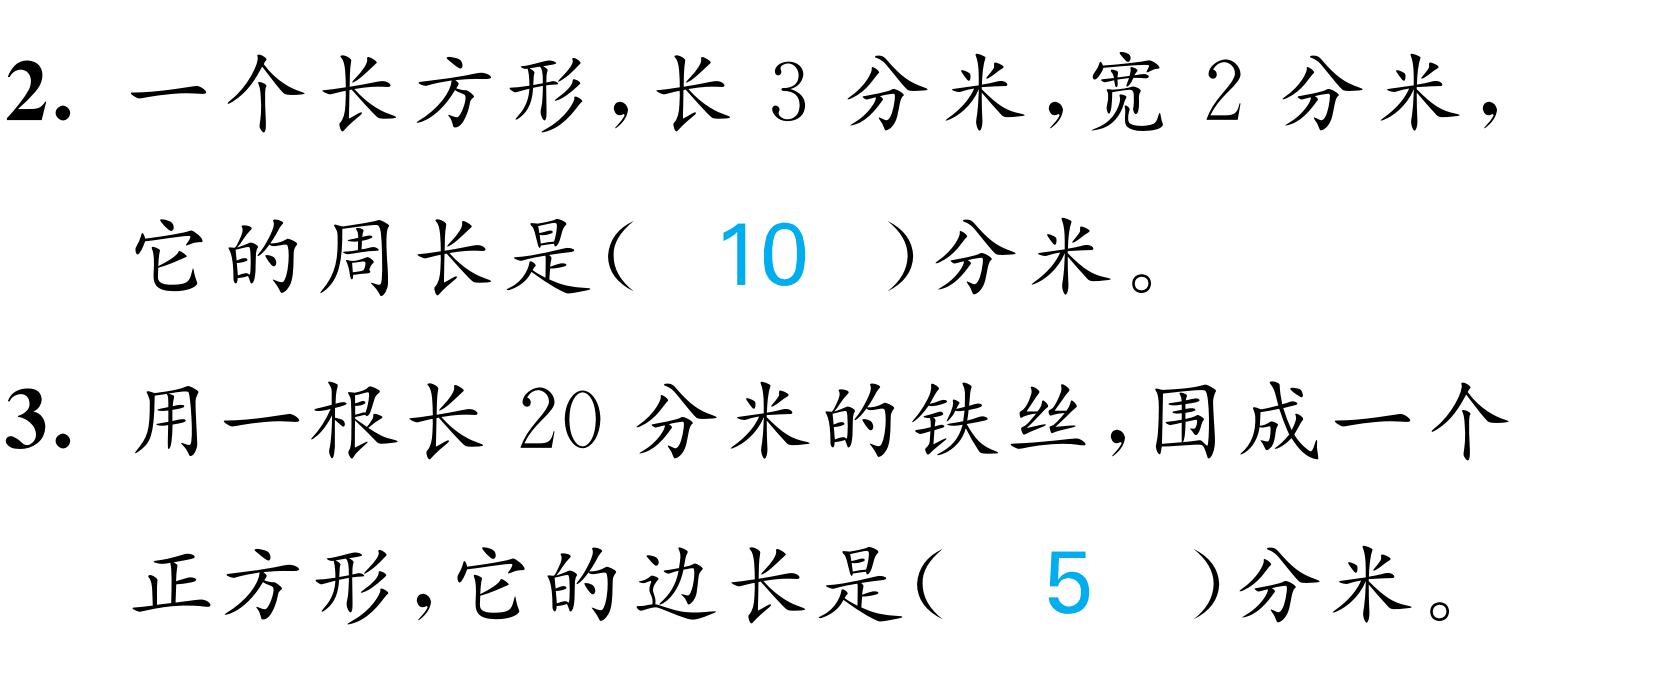 2. 一个长方形,长 3 分米,宽 2 分米,
它的周长是( 10 )分米。
3. 用一根长 20 分米的铁丝,围成一个
正方形,它的边长是( 5 )分米。